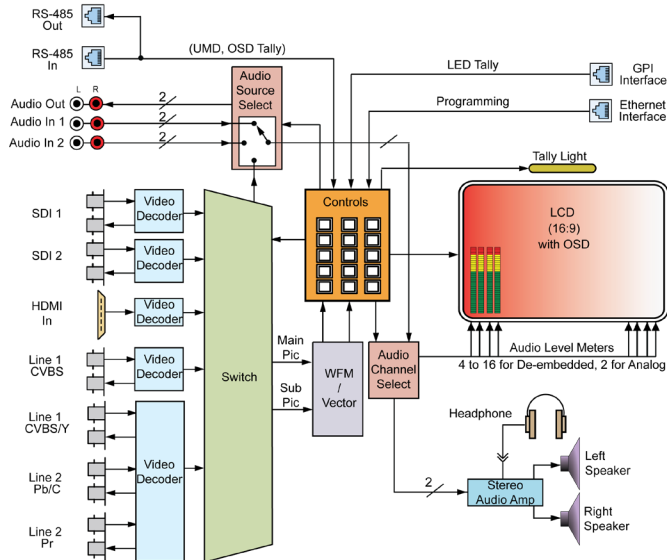 RS-485
Out
RS-485
In
(UMD, OSD Tally)
LED Tally
GPI
Interface
Programming
Ethernet
Interface
L R
Audio
Source
Select
Audio Out
2
Audio In 1
2
Audio In 2
2
Tally Light
Controls
LCD
(16:9)
with OSD
SDI 1
Video
Decoder
SDI 2
Video
Decoder
HDMI
In
Video
Decoder
Line 1
CVBS
Video
Decoder
Switch
Main
Pic
Sub
Pic
WFM
/
Vector
Audio
Channel
Select
Audio Level Meters
4 to 16 for De-embedded, 2 for Analog
Line 1
CVBS/Y
Line 2
Pb/C
Line 2
Pr
Video
Decoder
Headphone
2
Stereo
Audio Amp
Left
Speaker
Right
Speaker